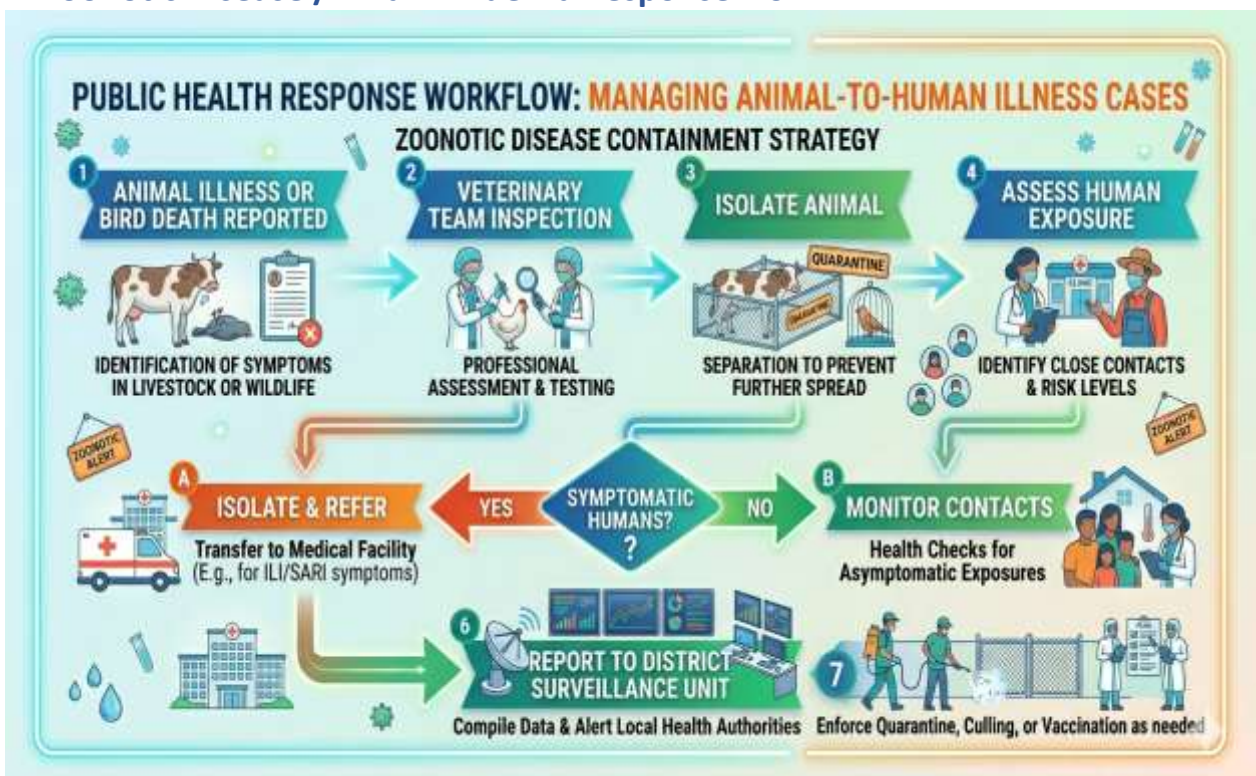 PUBLIC HEALTH RESPONSE WORKFLOW: MANAGING ANIMAL-TO-HUMAN ILLNESS CASES
ZOONOTIC DISEASE CONTAINMENT STRATEGY
1
ANIMAL ILLNESS OR
BIRD DEATH REPORTED
IDENTIFICATION OF SYMPTOMS
IN LIVESTOCK OR WILDLIFE
2
VETERINARY
TEAM INSPECTION
PROFESSIONAL
ASSESSMENT & TESTING
3
ISOLATE ANIMAL
QUARANTINE
SEPARATION TO PREVENT
FURTHER SPREAD
4
ASSESS HUMAN
EXPOSURE
CLINIC
IDENTIFY CLOSE CONTACTS
& RISK LEVELS
ZOONOTIC
ALERT
A
ISOLATE & REFER
Transfer to Medical Facility
(E.g., for ILI/SARI symptoms)
YES
SYMPTOMATIC
HUMANS?
?
NO
B
MONITOR CONTACTS
Health Checks for
Asymptomatic Exposures
ZOONOTIC
ALERT
6
REPORT TO DISTRICT
SURVEILLANCE UNIT
Compile Data & Alert Local Health Authorities
7
Enforce Quarantine, Culling, or Vaccination as needed